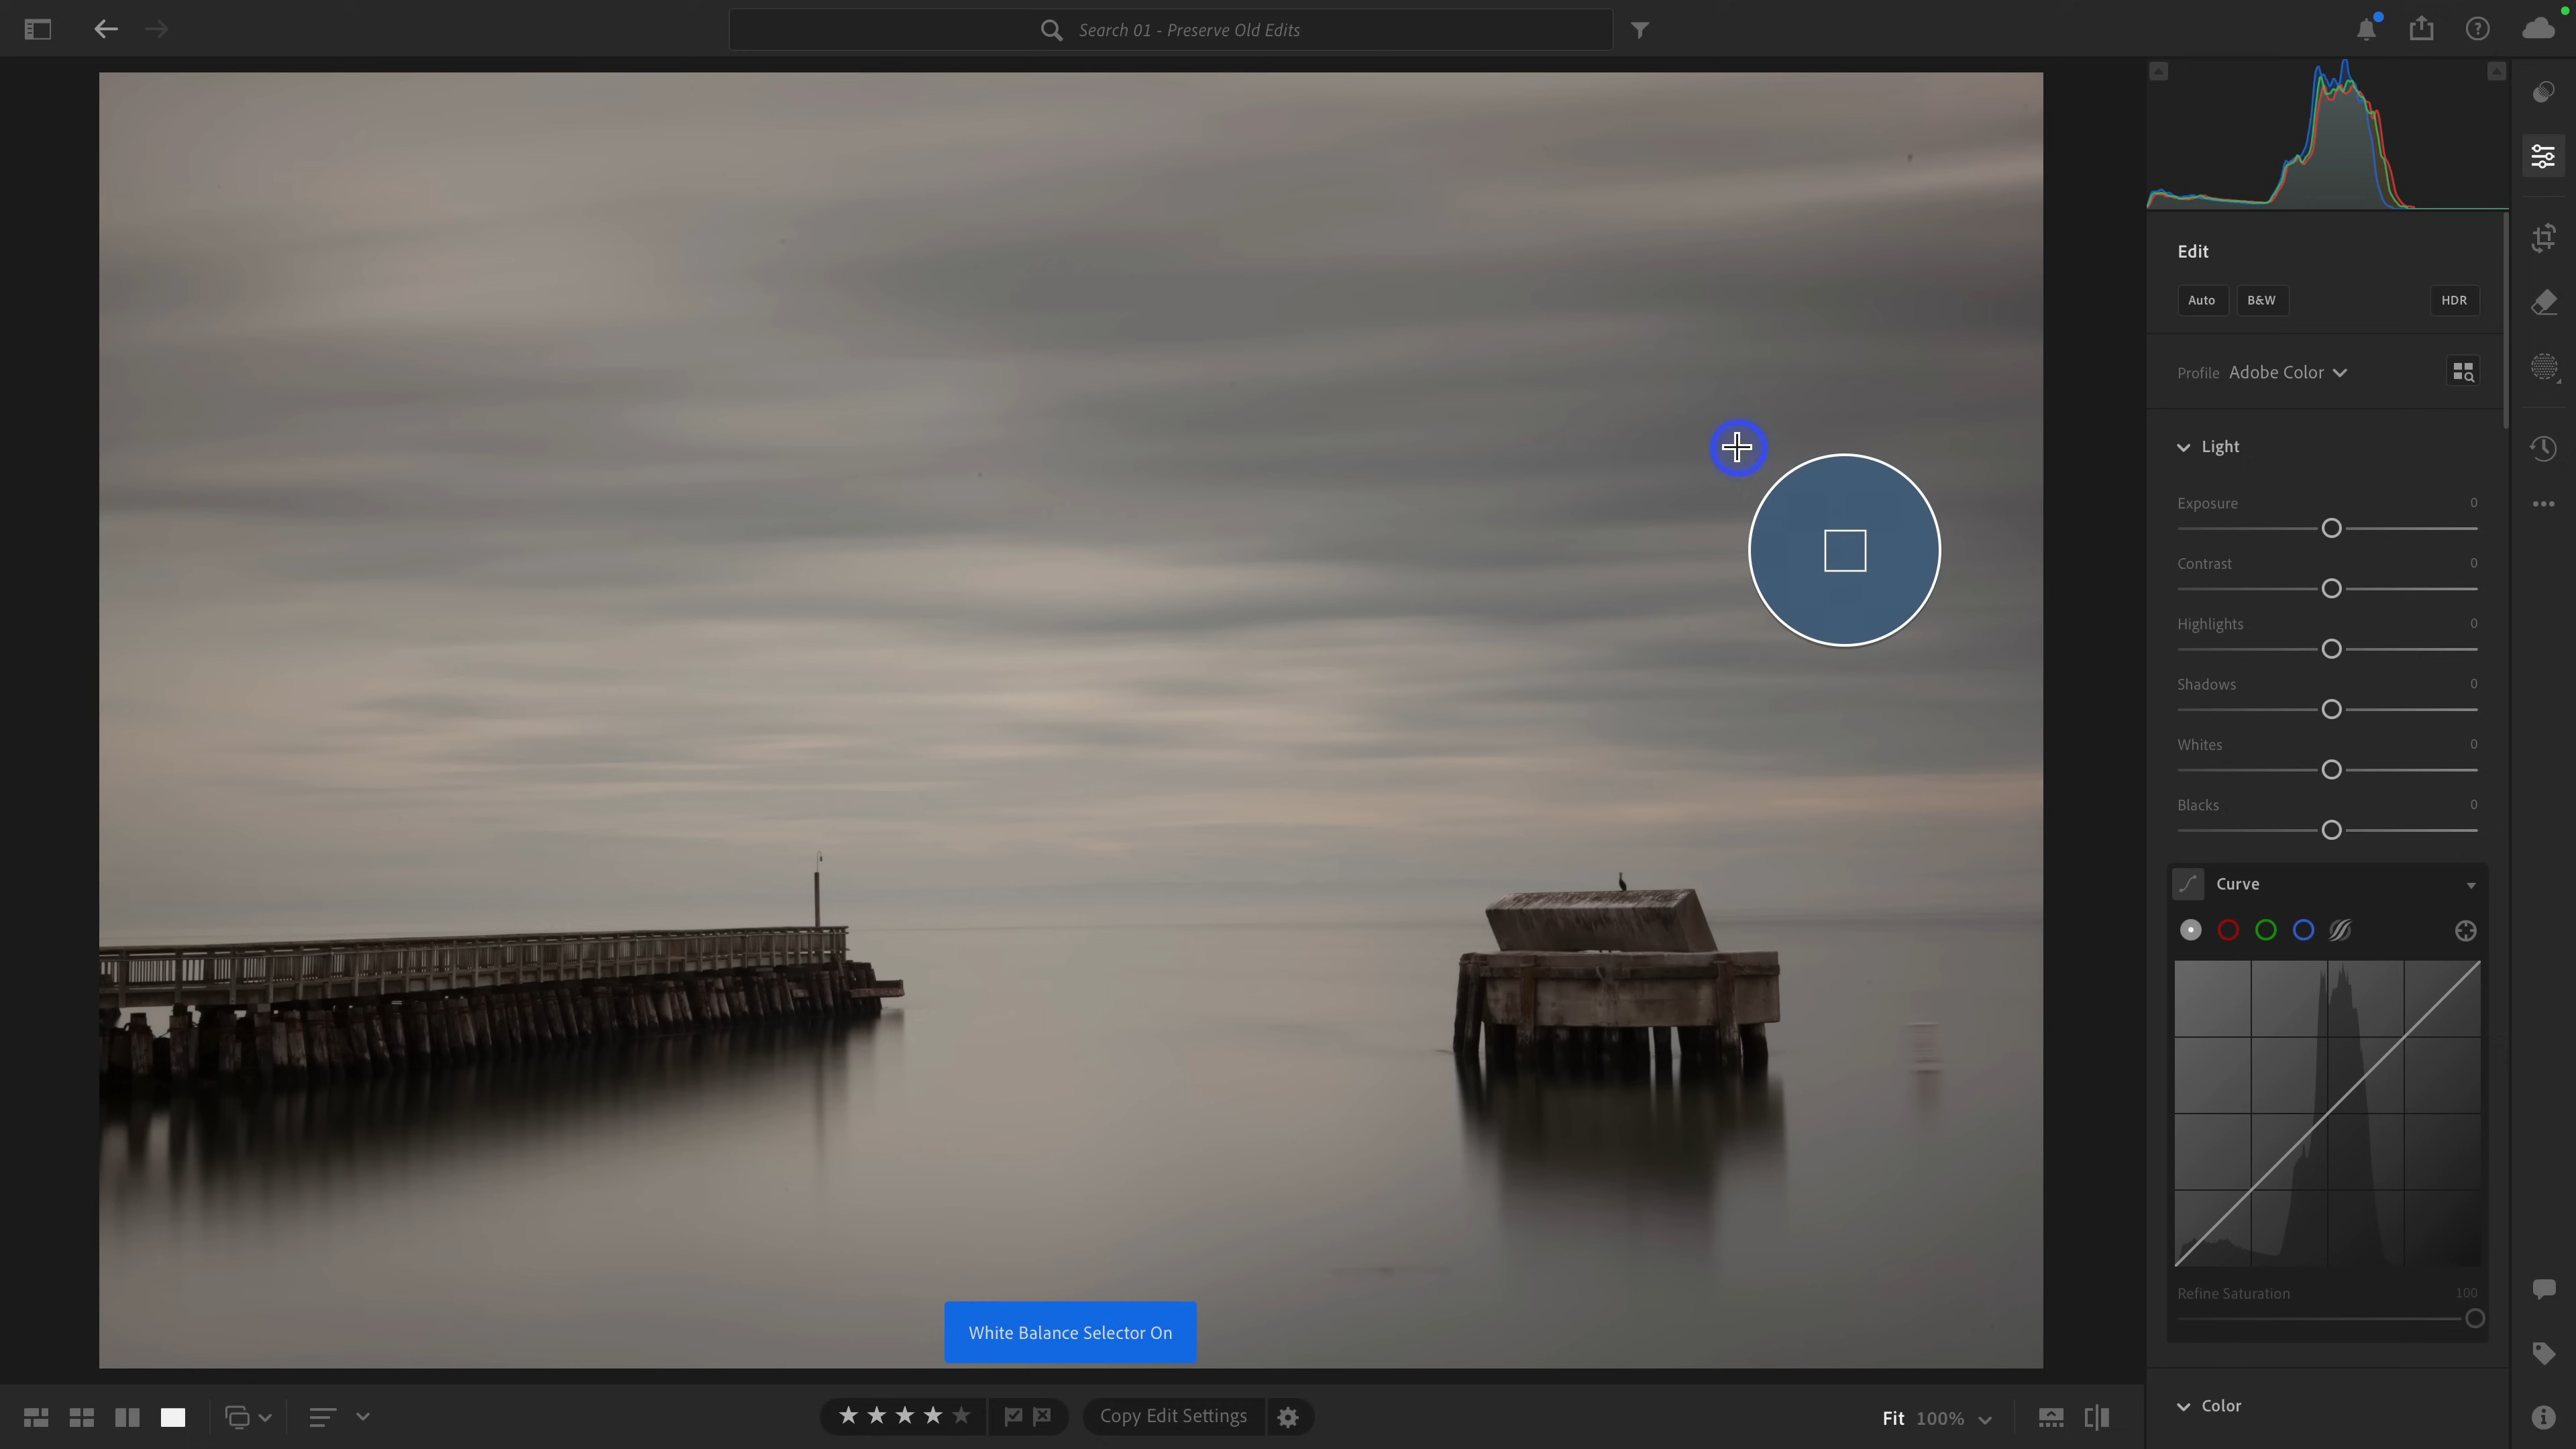 Search 01 - Preserve Old Edits
Edit
Auto B&W HDR
Profile Adobe Color
Light
Exposure 0
Contrast 0
Highlights 0
Shadows 0
Whites 0
Blacks 0
Curve
Refine Saturation 100
White Balance Selector On
Color
Copy Edit Settings
Fit 100%